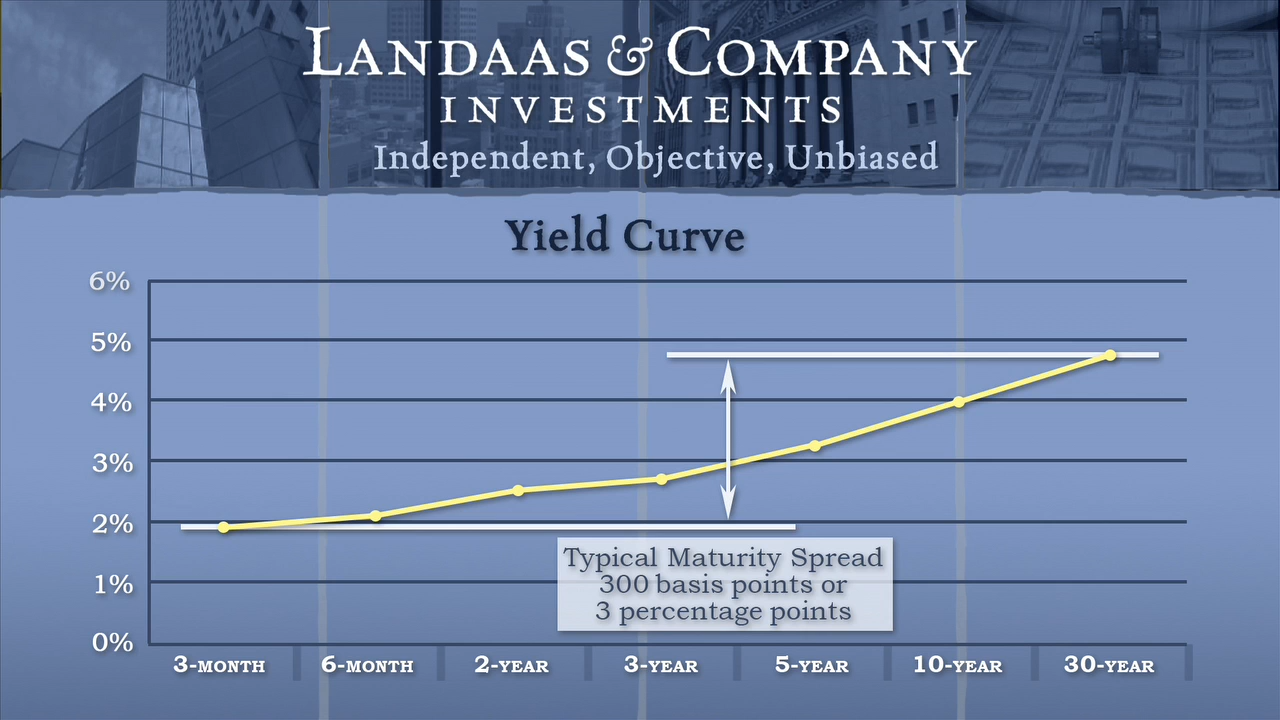 LANDAAS & COMPANY
INVESTMENTS
Independent, Objective, Unbiased
Yield Curve
6%
5%
4%
3%
2%
1%
0%
Typical Maturity Spread
300 basis points or
3 percentage points
3-MONTH 6-MONTH 2-YEAR 3-YEAR 5-YEAR 10-YEAR 30-YEAR